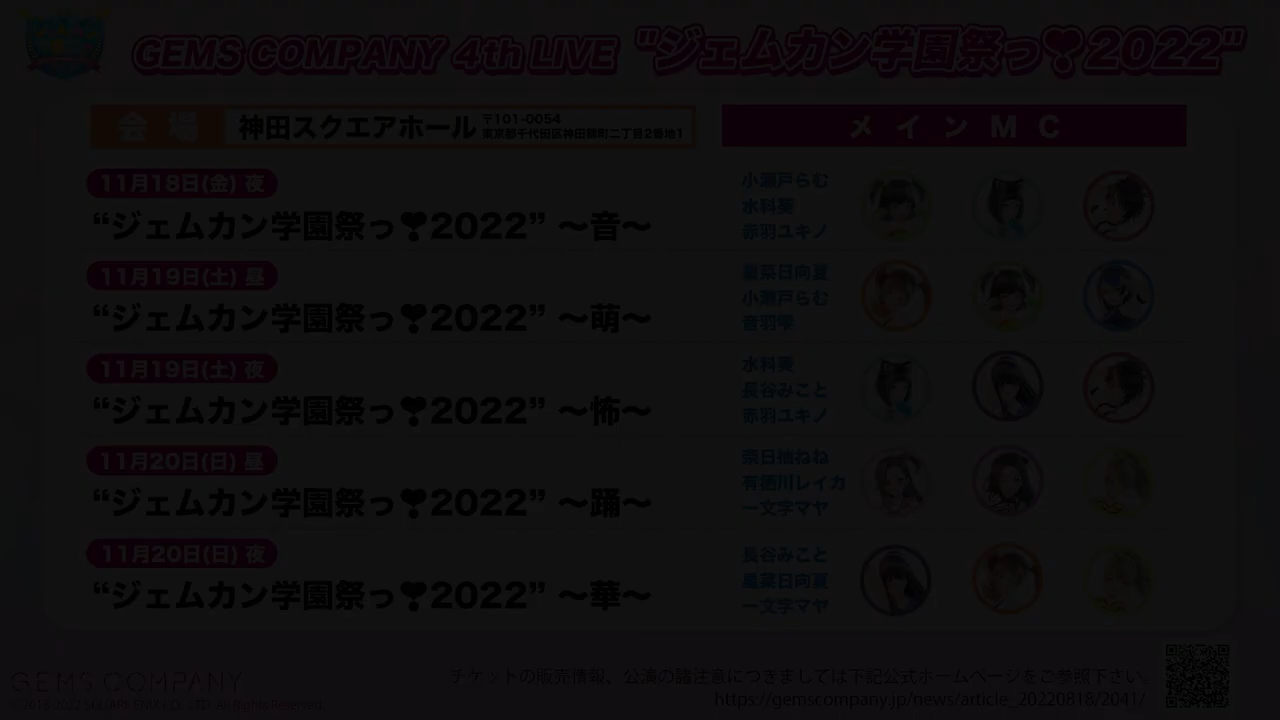 GEMS COMPANY 4th LIVE "ジェムカン学園祭っ❣2022"
会場 神田スクエアホール 〒101-0054
東京都千代田区神田錦町二丁目2番地1
メインMC
11月18日(金) 夜
“ジェムカン学園祭っ❣2022” ～音～
小瀬戸らむ
水科葵
赤羽ユキノ
11月19日(土) 昼
“ジェムカン学園祭っ❣2022” ～萌～
星菜日向夏
小瀬戸らむ
音羽雫
11月19日(土) 夜
“ジェムカン学園祭っ❣2022” ～怖～
水科葵
長谷みこと
赤羽ユキノ
11月20日(日) 昼
“ジェムカン学園祭っ❣2022” ～踊～
奈日抽ねね
有栖川レイカ
一文字マヤ
11月20日(日) 夜
“ジェムカン学園祭っ❣2022” ～華～
長谷みこと
星菜日向夏
一文字マヤ
チケットの販売情報、公演の諸注意につきましては下記公式ホームページをご参照下さい。
https://gemscompany.jp/news/article_20220818/2041/
GEMS COMPANY